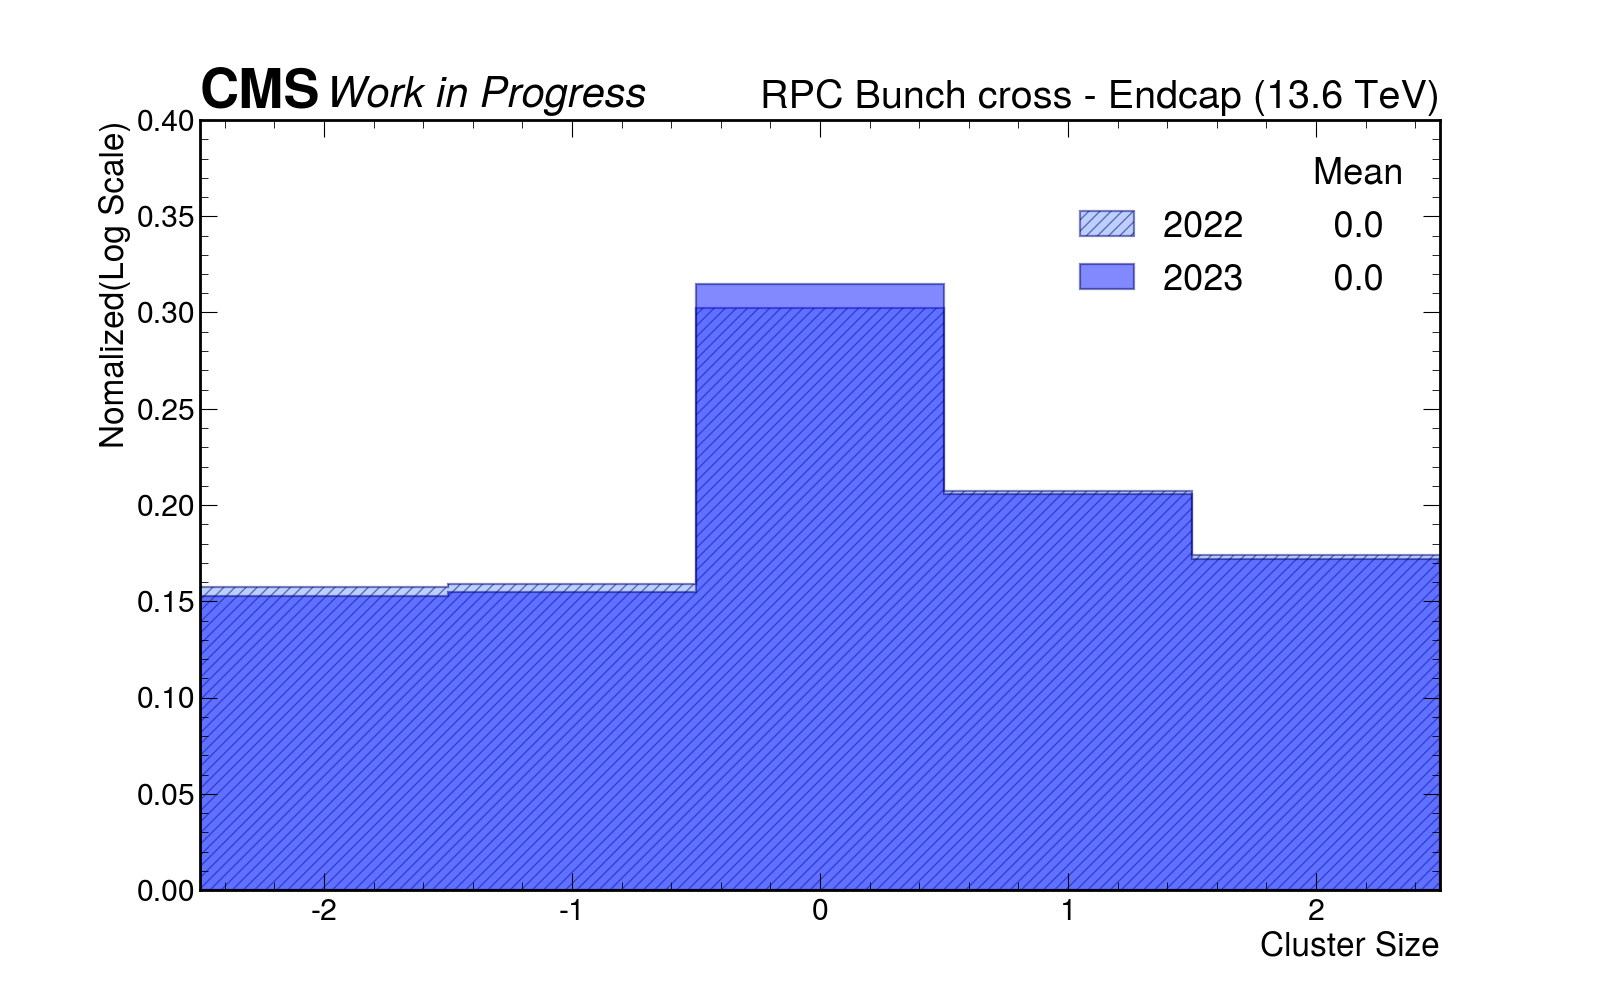 CMS Work in Progress RPC Bunch cross - Endcap (13.6 TeV)
Nomalized(Log Scale)
0.40
0.35
0.30
0.25
0.20
0.15
0.10
0.05
0.00
Mean
2022 0.0
2023 0.0
-2 -1 0 1 2
Cluster Size